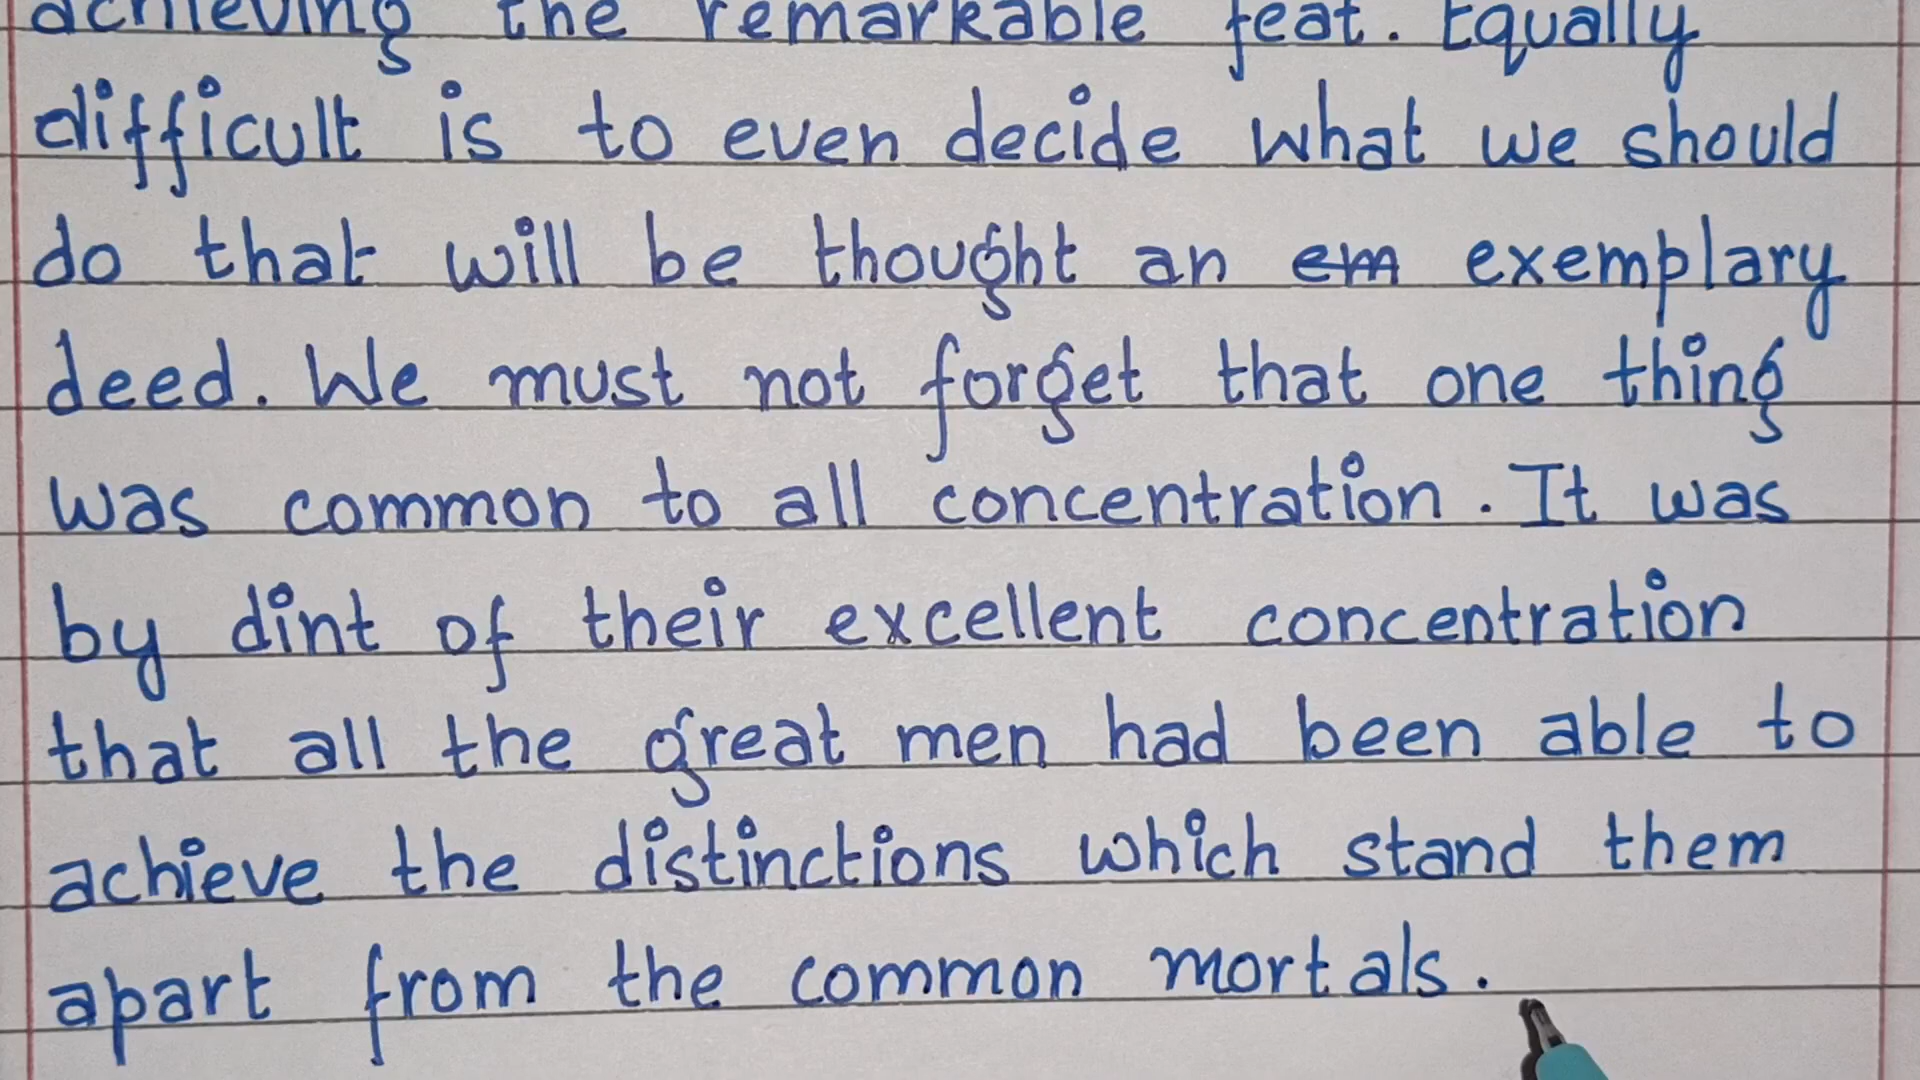 achieving the remarkable feat. Equally
difficult is to even decide what we should
do that will be thought an em exemplary
deed. We must not forget that one thing
was common to all concentration. It was
by dint of their excellent concentration
that all the great men had been able to
achieve the distinctions which stand them
apart from the common mortals.